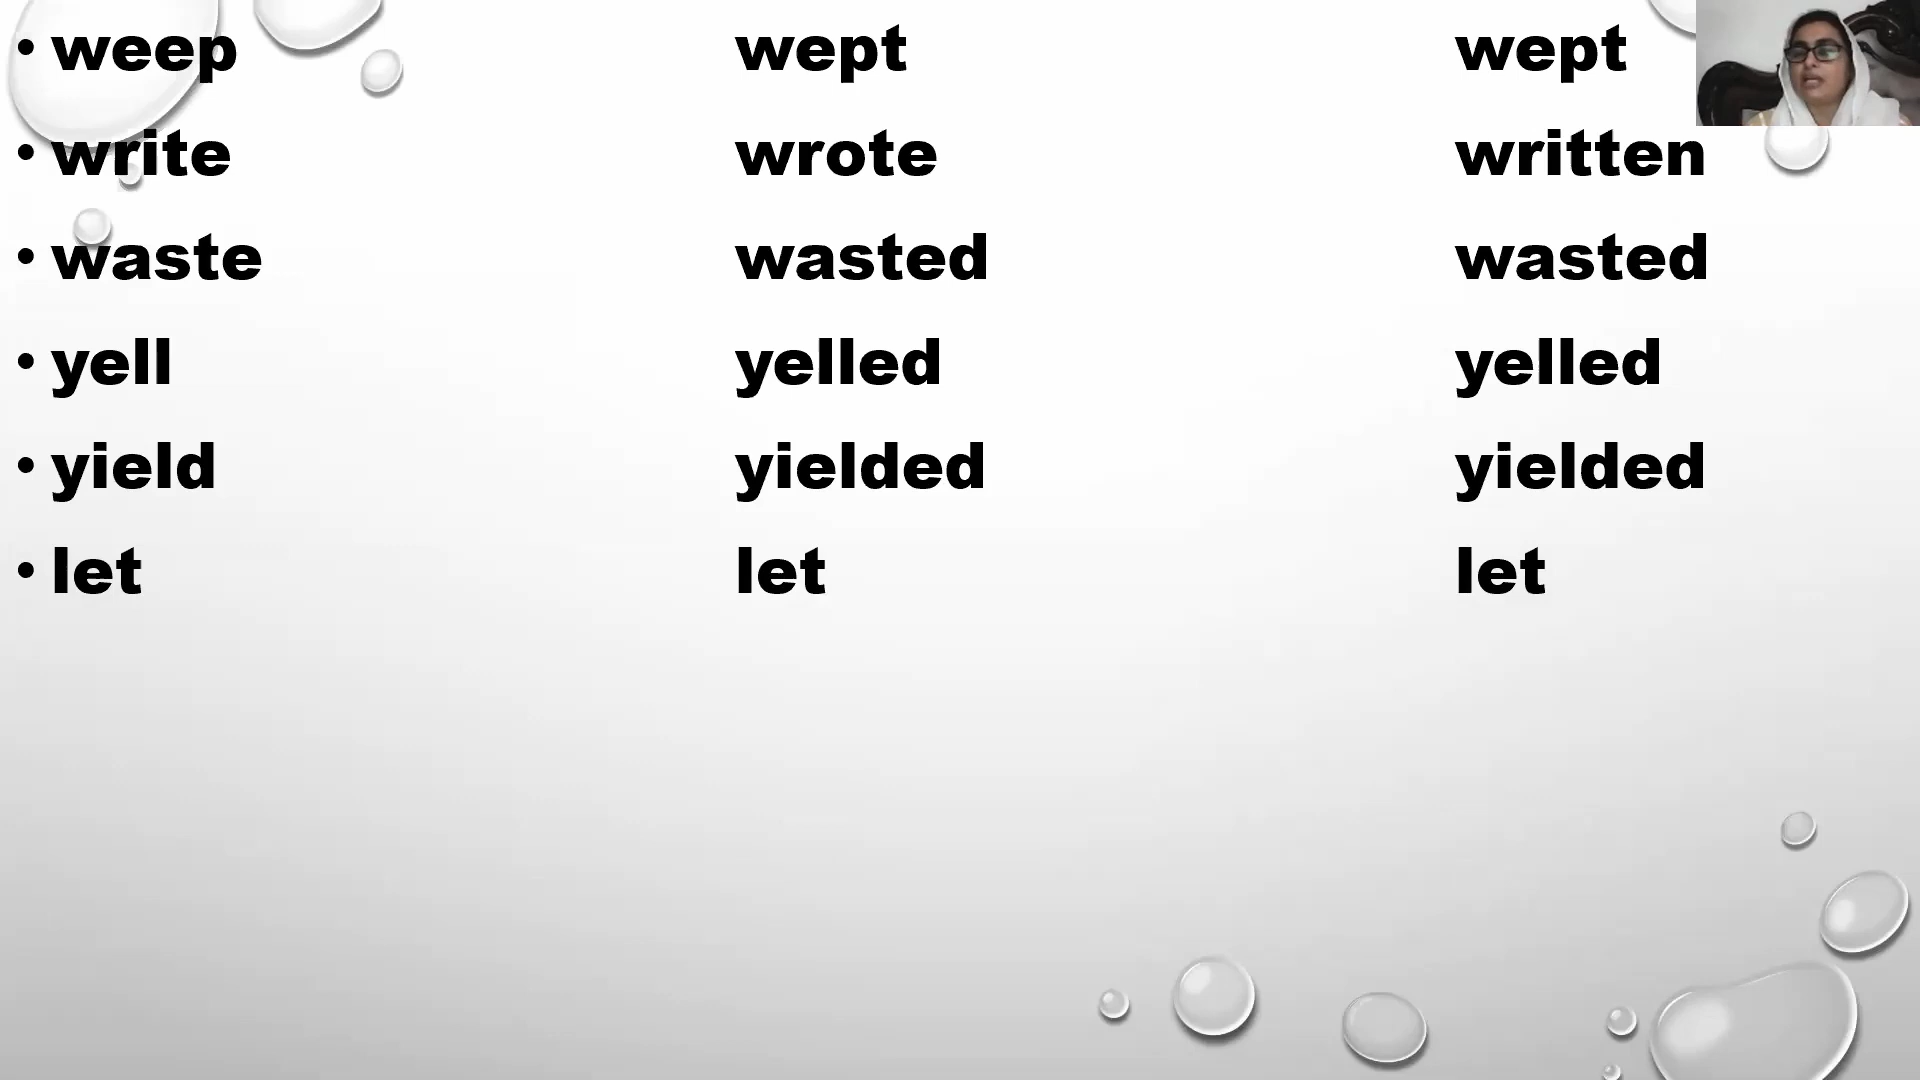 • weep wept wept
• write wrote written
• waste wasted wasted
• yell yelled yelled
• yield yielded yielded
• let let let